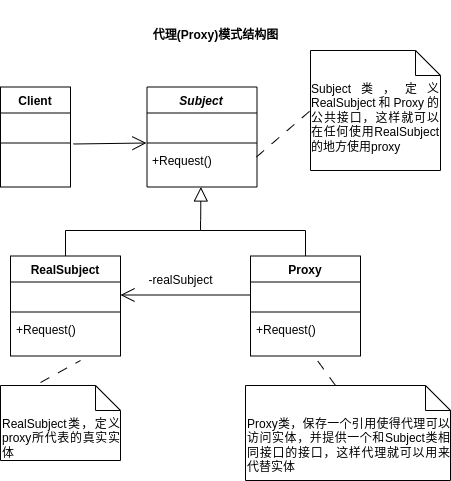 代理(Proxy)模式结构图
Client
Subject
+Request()
Subject类，定义
RealSubject和Proxy的
公共接口，这样就可以
在任何使用RealSubject
的地方使用proxy
RealSubject
+Request()
-realSubject
Proxy
+Request()
RealSubject类，定义
proxy所代表的真实实
体
Proxy类，保存一个引用使得代理可以
访问实体，并提供一个和Subject类相
同接口的接口，这样代理就可以用来
代替实体